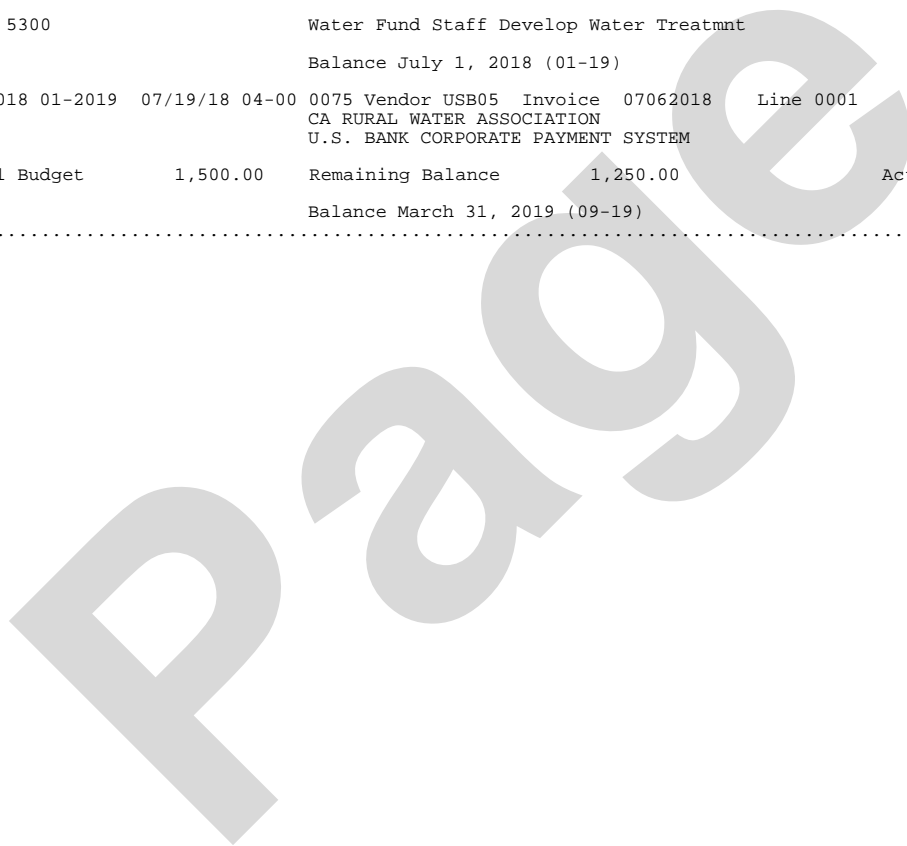 5300 Water Fund Staff Develop Water Treatmnt
Balance July 1, 2018 (01-19)
018 01-2019 07/19/18 04-00 0075 Vendor USB05 Invoice 07062018 Line 0001
CA RURAL WATER ASSOCIATION
U.S. BANK CORPORATE PAYMENT SYSTEM
l Budget 1,500.00 Remaining Balance 1,250.00 Ac
Balance March 31, 2019 (09-19)
Page